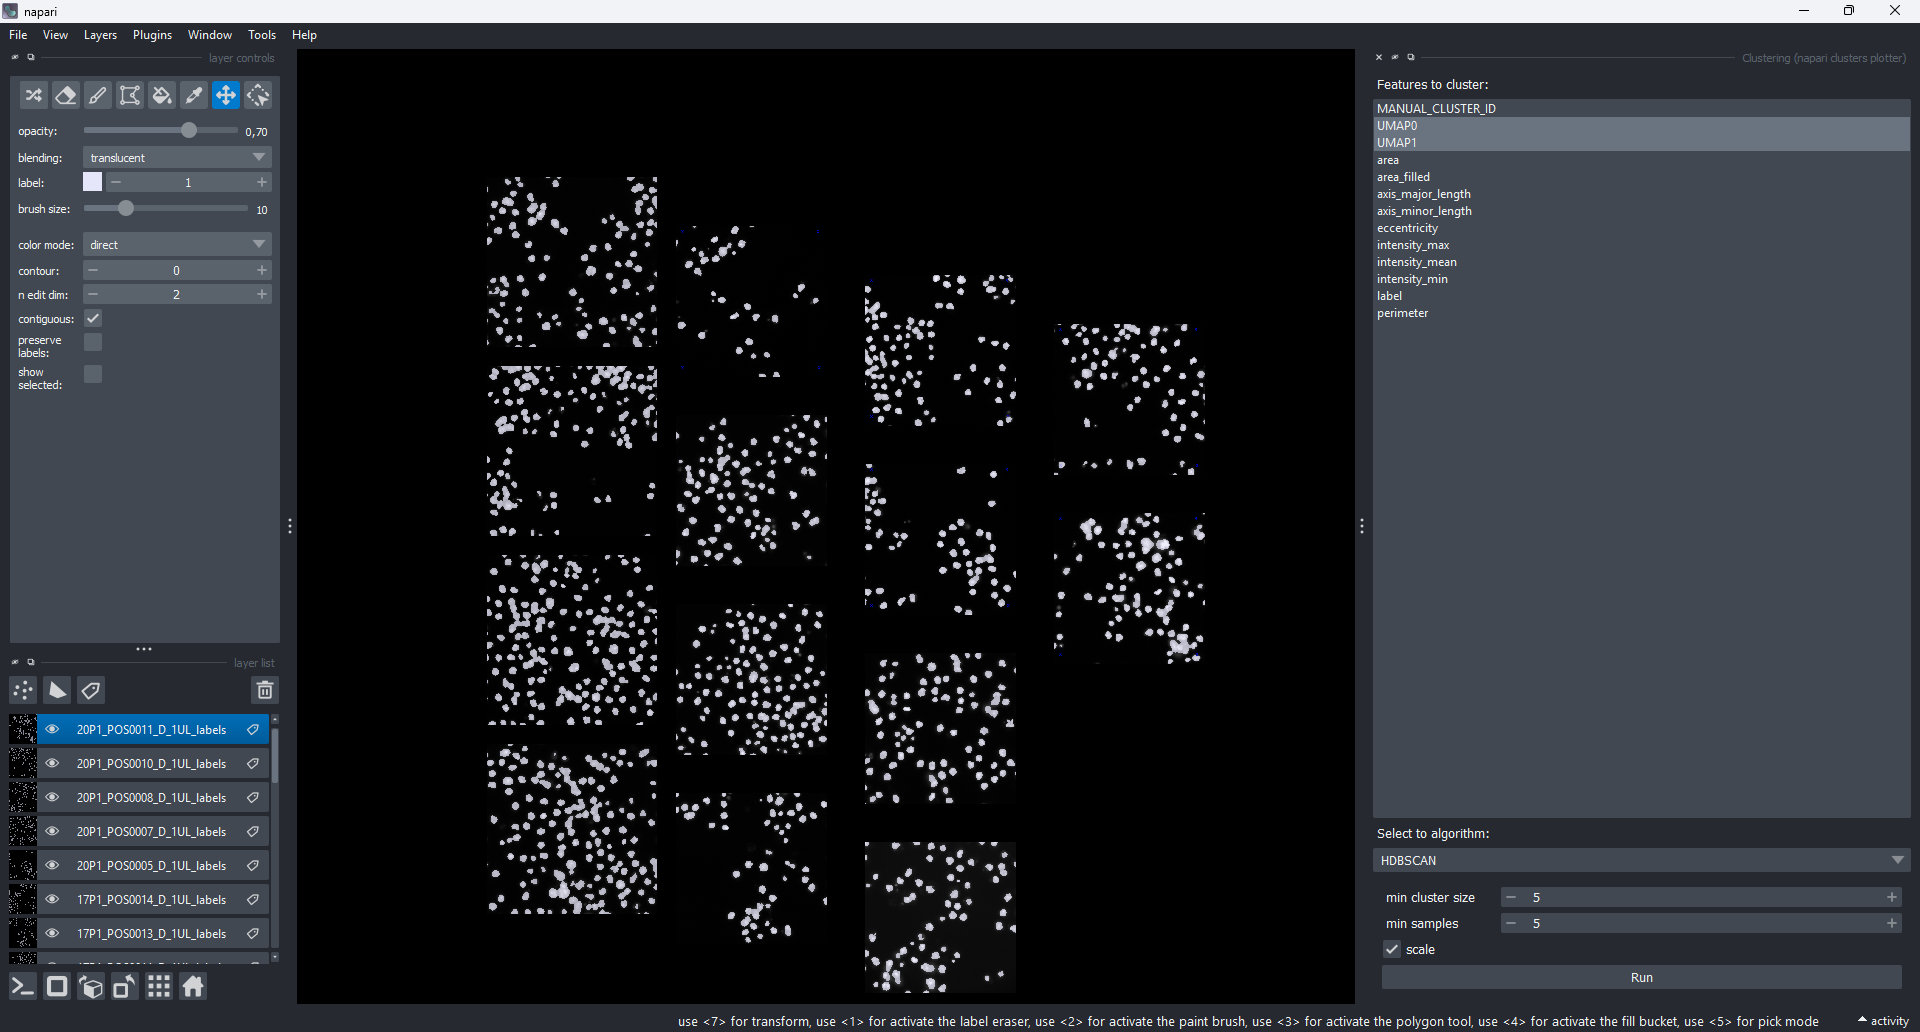 napari
File View Layers Plugins Window Tools Help
layer controls
opacity: 0,70
blending: translucent
label: 1
brush size: 10
color mode: direct
contour: 0
n edit dim: 2
contiguous:
preserve
labels:
show
selected:
layer list
20P1_POS0011_D_1UL_labels
20P1_POS0010_D_1UL_labels
20P1_POS0008_D_1UL_labels
20P1_POS0007_D_1UL_labels
20P1_POS0005_D_1UL_labels
17P1_POS0014_D_1UL_labels
17P1_POS0013_D_1UL_labels
Clustering (napari clusters plotter)
Features to cluster:
MANUAL_CLUSTER_ID
UMAP0
UMAP1
area
area_filled
axis_major_length
axis_minor_length
eccentricity
intensity_max
intensity_mean
intensity_min
label
perimeter
Select to algorithm:
HDBSCAN
min cluster size 5
min samples 5
scale
Run
use <7> for transform, use <1> for activate the label eraser, use <2> for activate the paint brush, use <3> for activate the polygon tool, use <4> for activate the fill bucket, use <5> for pick mode
activity